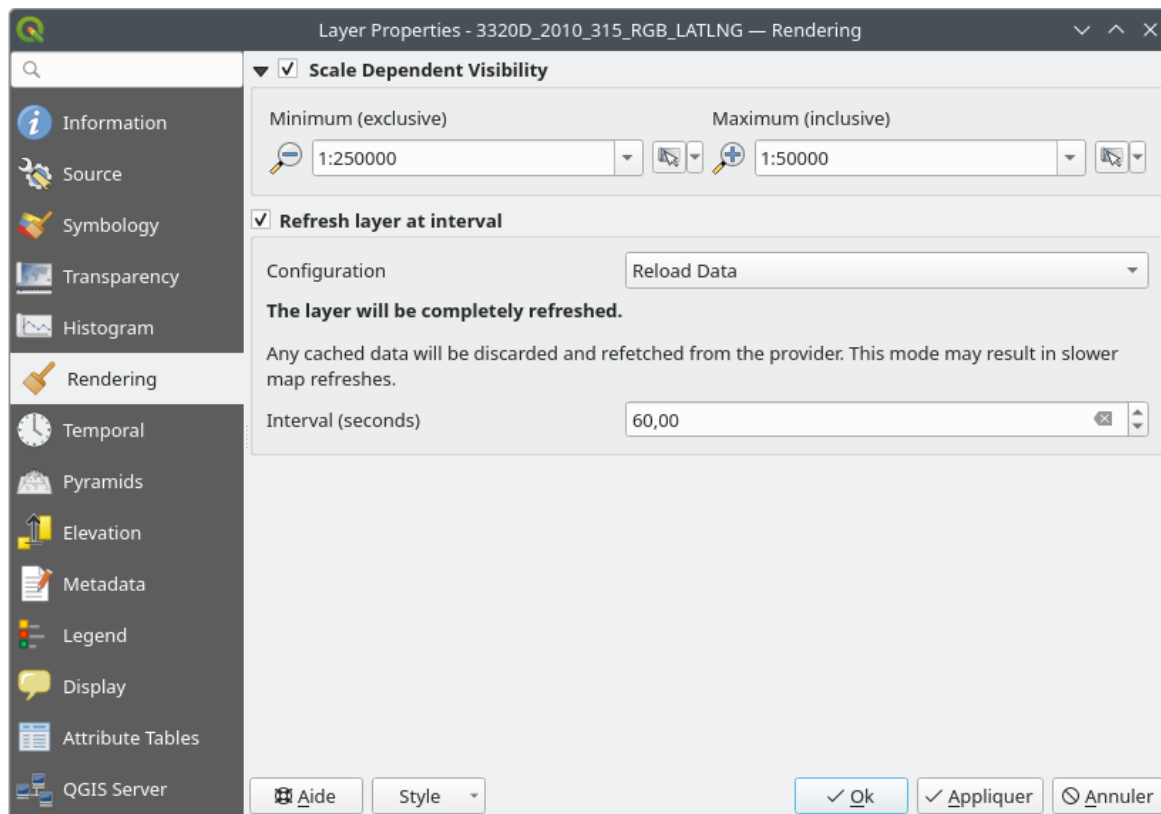 Layer Properties - 3320D_2010_315_RGB_LATLNG — Rendering
Information
Source
Symbology
Transparency
Histogram
Rendering
Temporal
Pyramids
Elevation
Metadata
Legend
Display
Attribute Tables
QGIS Server
Scale Dependent Visibility
Minimum (exclusive) Maximum (inclusive)
1:250000 1:50000
Refresh layer at interval
Configuration Reload Data
The layer will be completely refreshed.
Any cached data will be discarded and refetched from the provider. This mode may result in slower
map refreshes.
Interval (seconds) 60,00
Aide Style Ok Appliquer Annuler